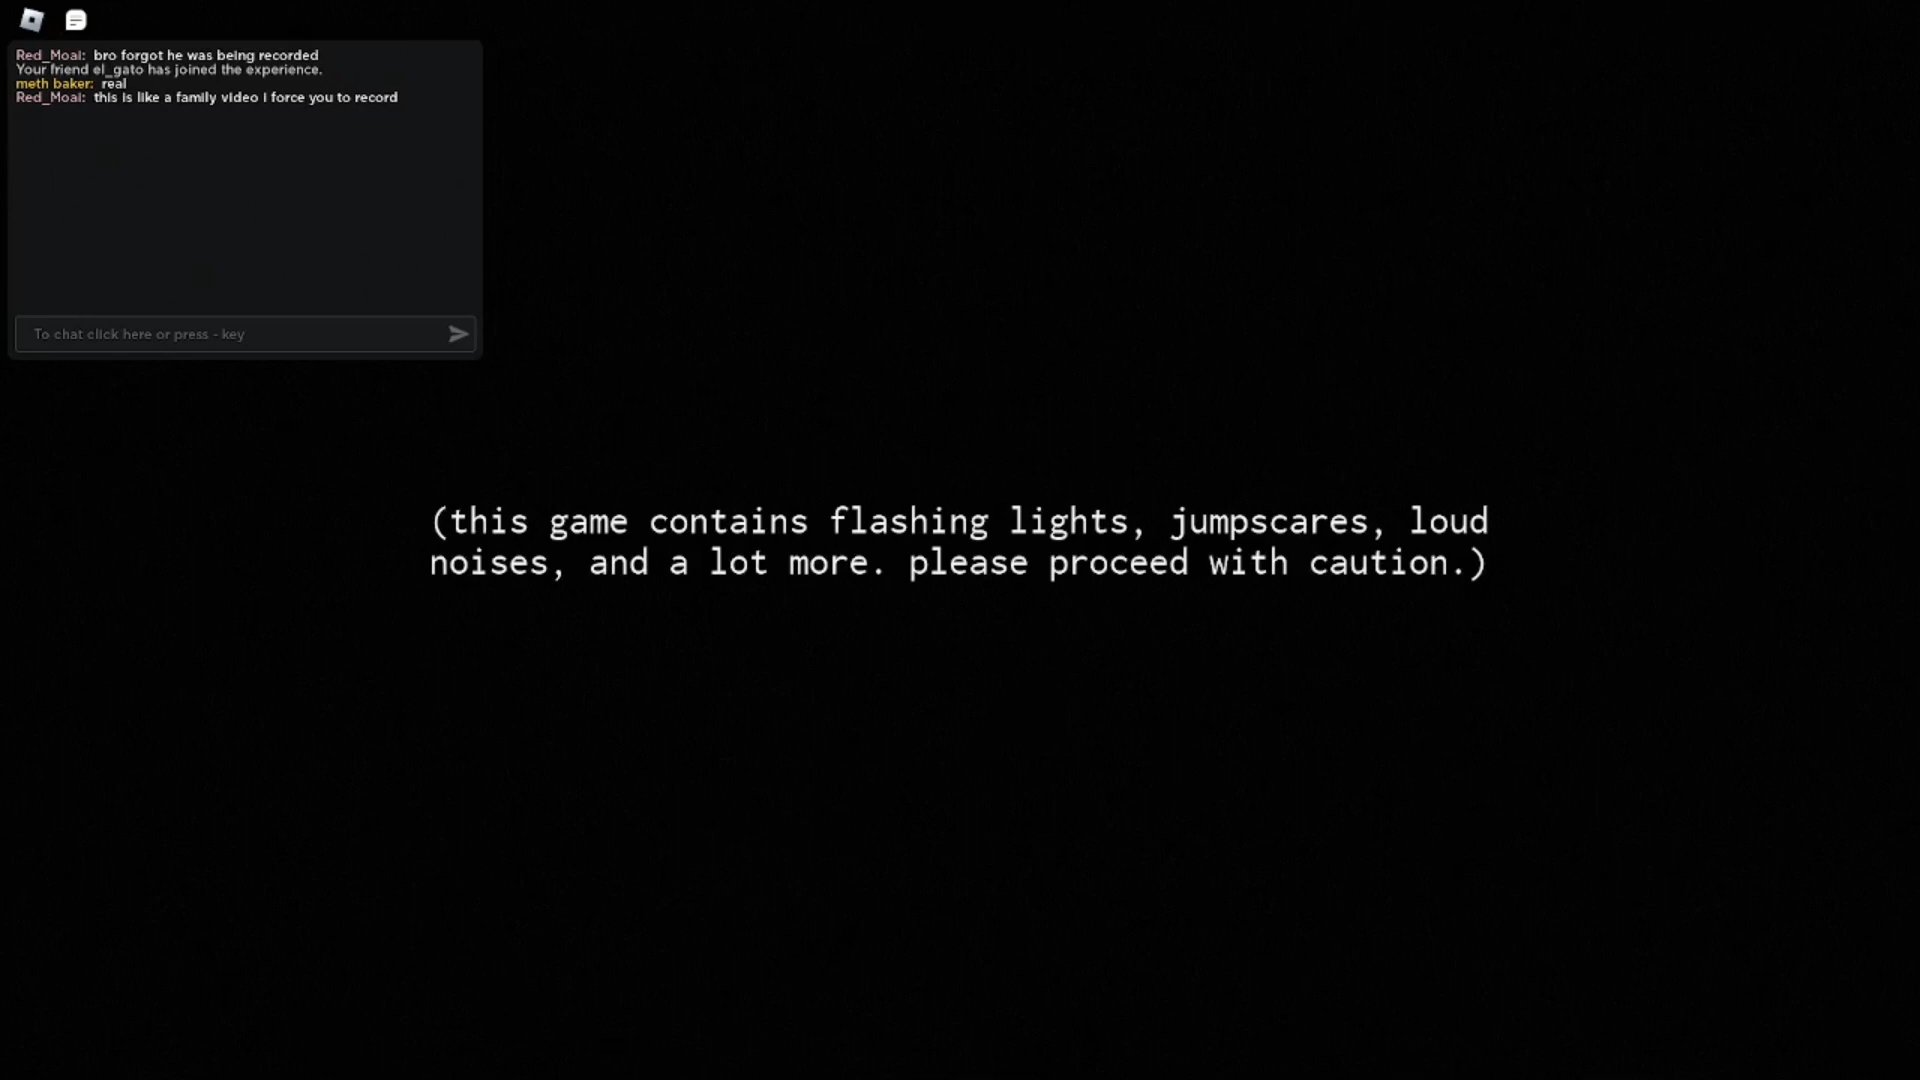 Red_Moai: bro forgot he was being recorded
Your friend el_gato has joined the experience.
meth baker: real
Red_Moai: this is like a family video I force you to record
To chat click here or press - key
(this game contains flashing lights, jumpscares, loud
noises, and a lot more. please proceed with caution.)